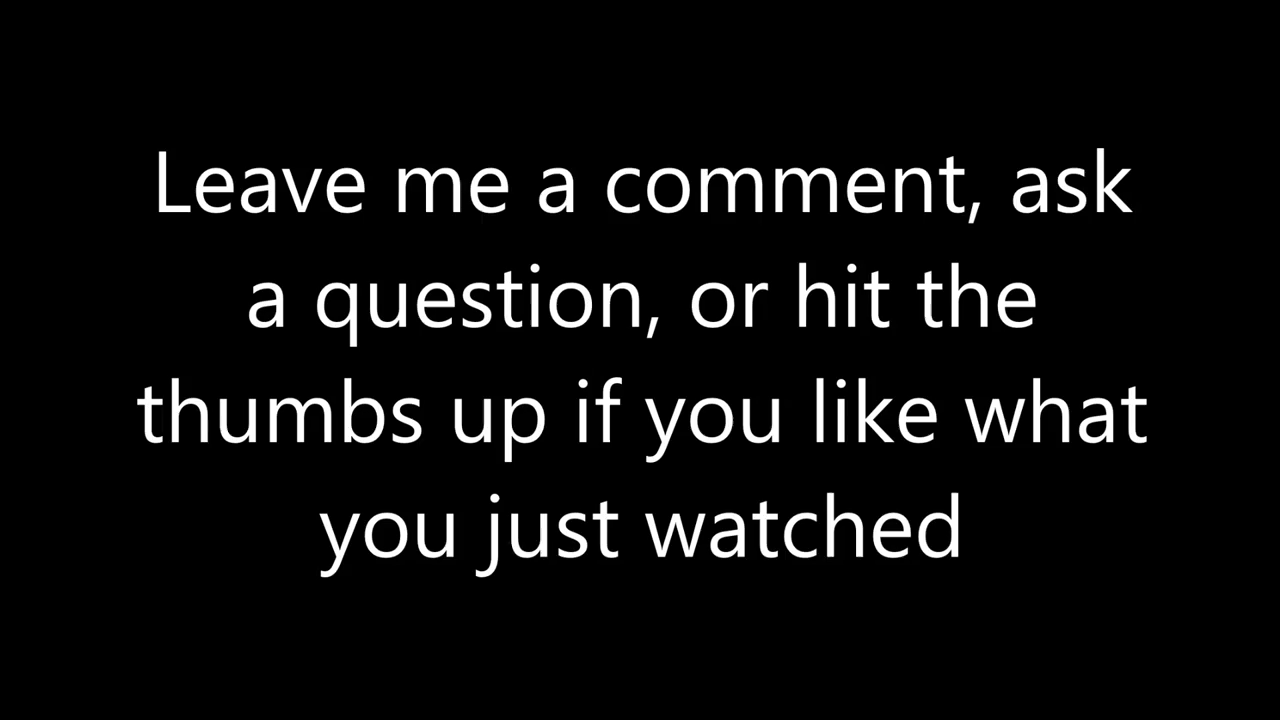 Leave me a comment, ask
a question, or hit the
thumbs up if you like what
you just watched